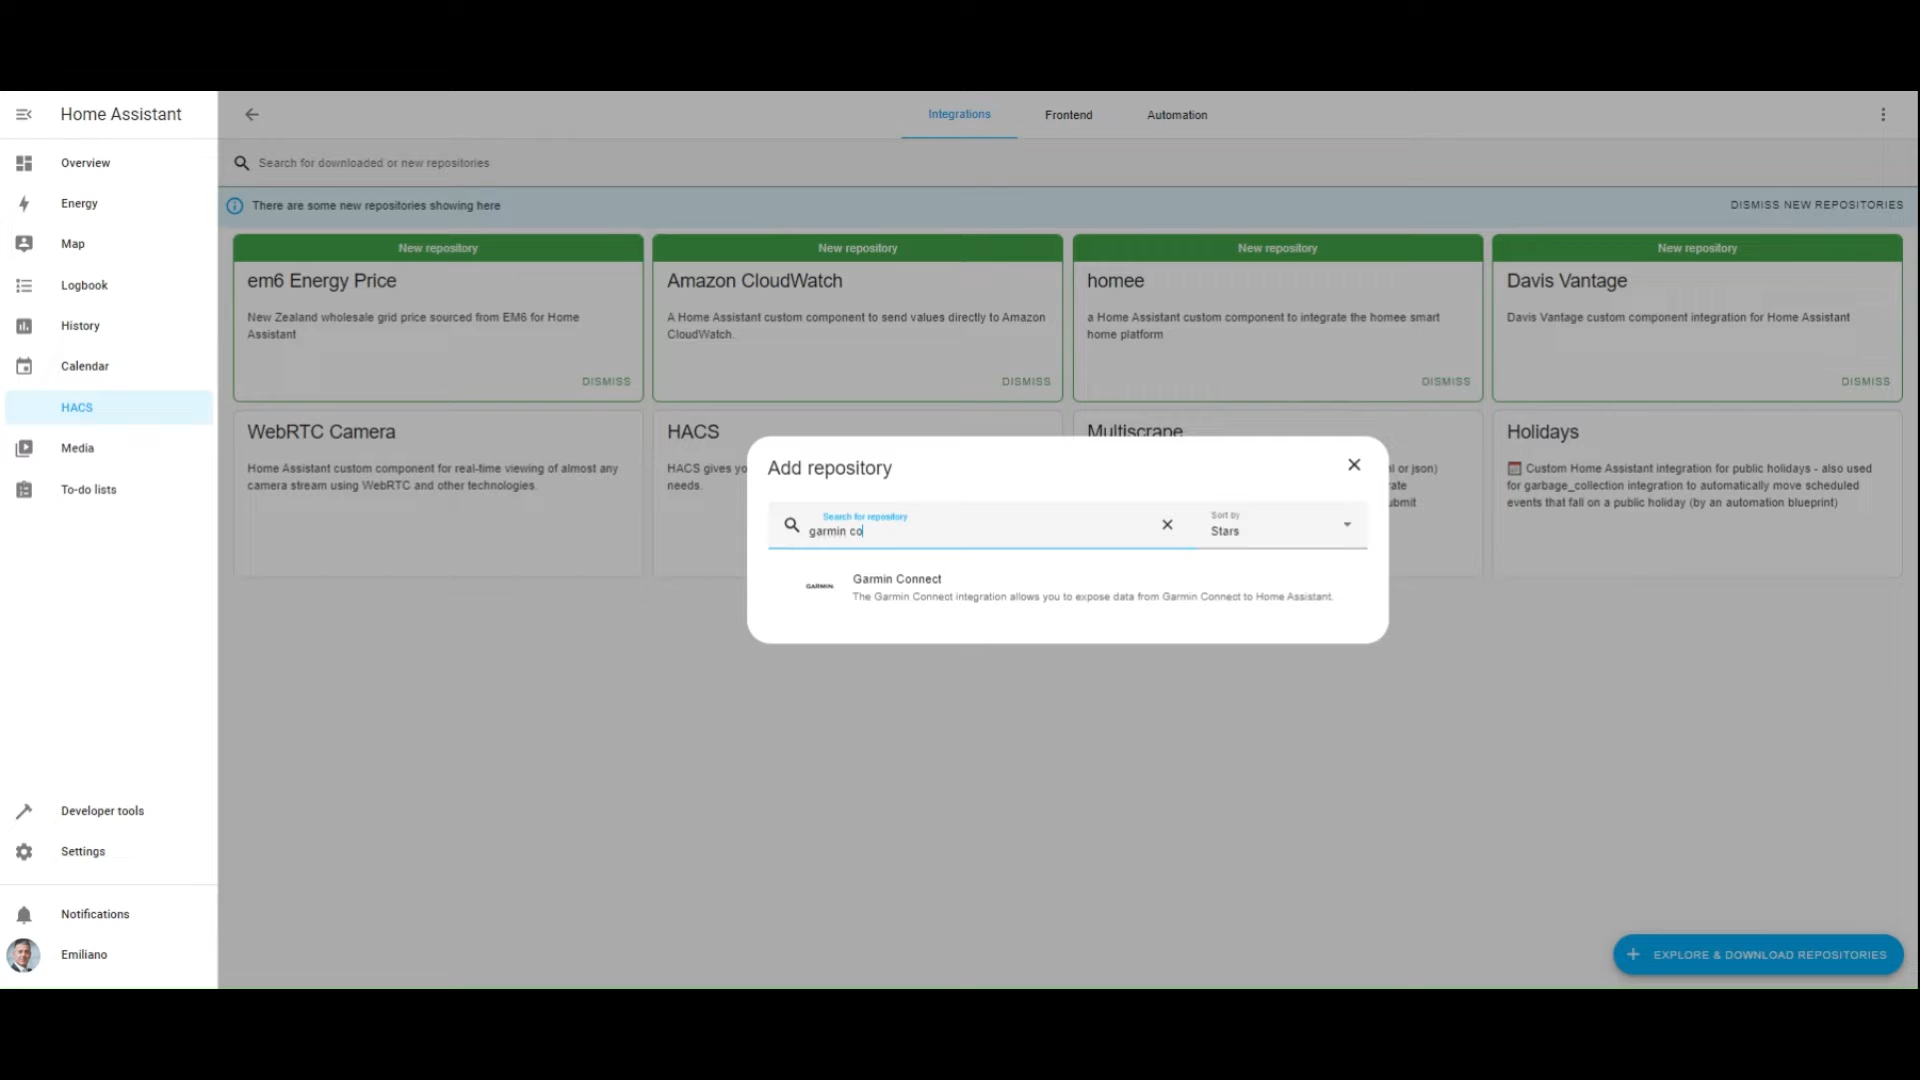 Home Assistant
Overview
Energy
Map
Logbook
History
Calendar
HACS
Media
To-do lists
Developer tools
Settings
Notifications
Emiliano
Integrations
Frontend
Automation
Search for downloaded or new repositories
There are some new repositories showing here
DISMISS NEW REPOSITORIES
New repository
em6 Energy Price
New Zealand wholesale grid price sourced from EM6 for Home
Assistant
DISMISS
New repository
Amazon CloudWatch
A Home Assistant custom component to send values directly to Amazon
CloudWatch.
DISMISS
New repository
homee
a Home Assistant custom component to integrate the homee smart
home platform
DISMISS
New repository
Davis Vantage
Davis Vantage custom component integration for Home Assistant
DISMISS
WebRTC Camera
Home Assistant custom component for real-time viewing of almost any
camera stream using WebRTC and other technologies.
HACS
HACS gives yo
needs.
Multiscrape
or json)
Holidays
📅 Custom Home Assistant integration for public holidays - also used
for garbage_collection integration to automatically move scheduled
events that fall on a public holiday (by an automation blueprint)
Add repository
Search for repository
garmin co
Sort by
Stars
GARMIN
Garmin Connect
The Garmin Connect integration allows you to expose data from Garmin Connect to Home Assistant.
EXPLORE & DOWNLOAD REPOSITORIES